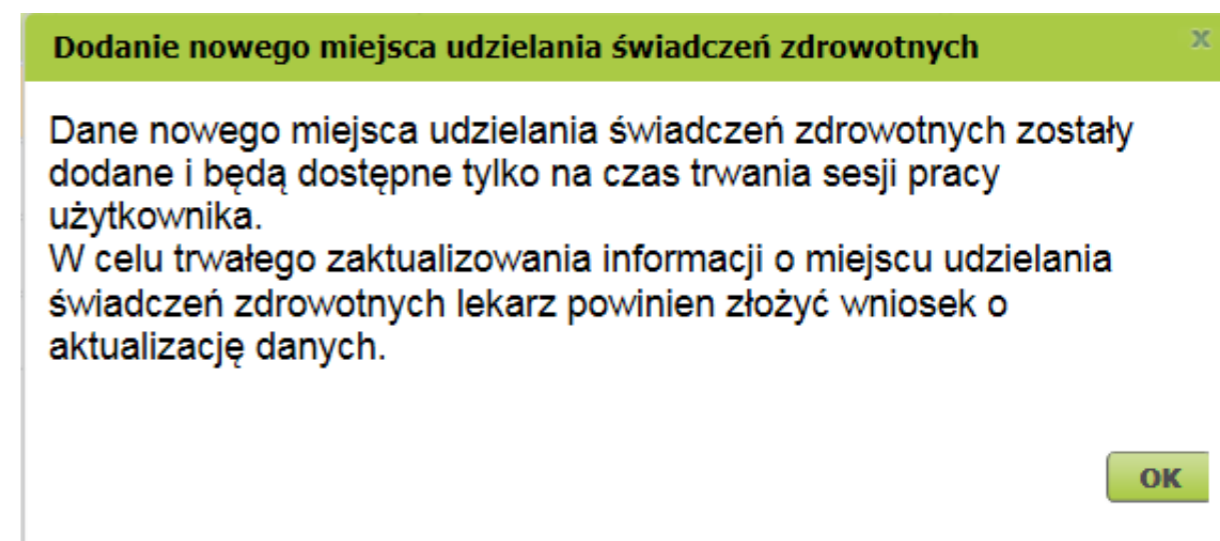 Dodanie nowego miejsca udzielania świadczeń zdrowotnych
x
Dane nowego miejsca udzielania świadczeń zdrowotnych zostały
dodane i będą dostępne tylko na czas trwania sesji pracy
użytkownika.
W celu trwałego zaktualizowania informacji o miejscu udzielania
świadczeń zdrowotnych lekarz powinien złożyć wniosek o
aktualizację danych.
OK